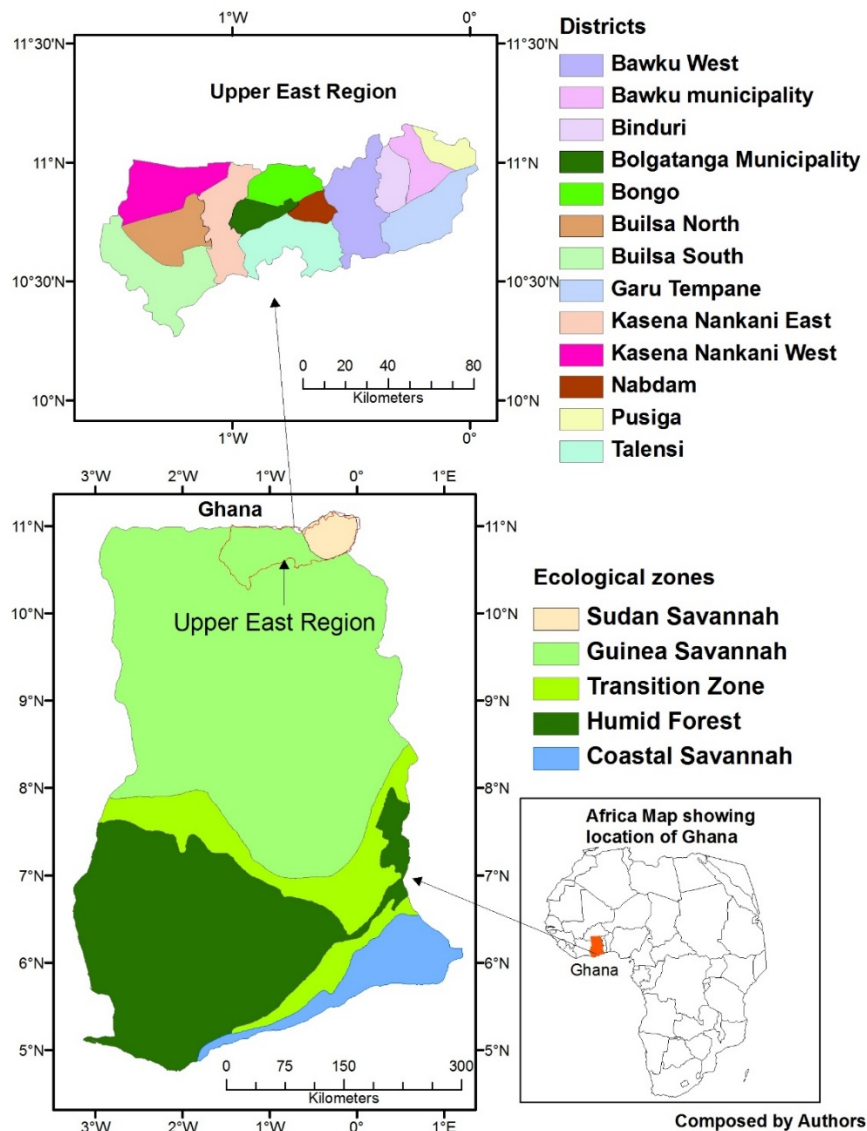 1°W
0°
11°30'N
11°30'N
Upper East Region
11°N
11°N
10°30'N
10°30'N
0 20 40 80
Kilometers
10°N
10°N
1°W
0°
Districts
Bawku West
Bawku municipality
Binduri
Bolgatanga Municipality
Bongo
Builsa North
Builsa South
Garu Tempane
Kasena Nankani East
Kasena Nankani West
Nabdam
Pusiga
Talensi
3°W 2°W 1°W 0° 1°E
Ghana
11°N
11°N
Upper East Region
10°N
10°N
9°N
9°N
8°N
8°N
7°N
7°N
6°N
6°N
5°N
5°N
0 75 150 300
Kilometers
3°W 2°W 1°W 0° 1°E
Ecological zones
Sudan Savannah
Guinea Savannah
Transition Zone
Humid Forest
Coastal Savannah
Africa Map showing
location of Ghana
Ghana
Composed by Authors